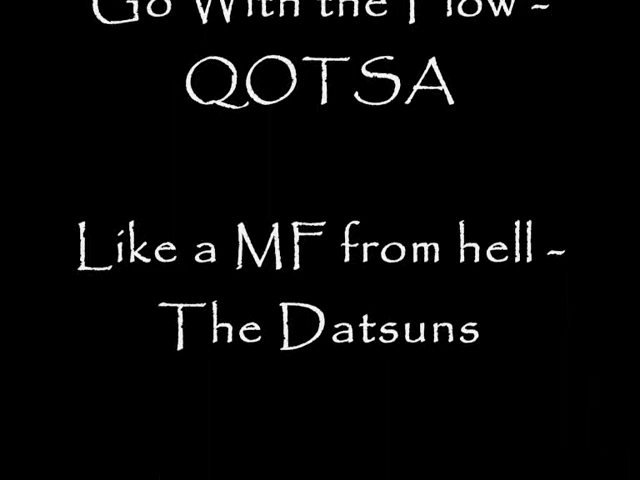 Go With the Flow -
QOTSA
Like a MF from hell -
The Datsuns